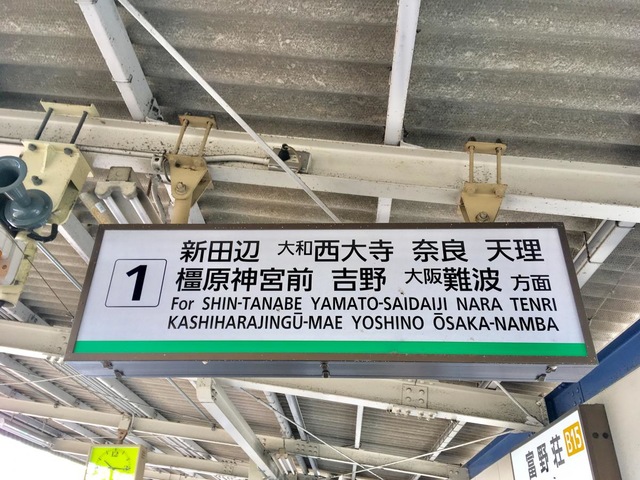 1
新田辺 大和西大寺 奈良 天理
橿原神宮前 吉野 大阪難波 方面
For SHIN-TANABE YAMATO-SAIDAIJI NARA TENRI
KASHIHARAJINGŪ-MAE YOSHINO ŌSAKA-NAMBA
富野荘 B15